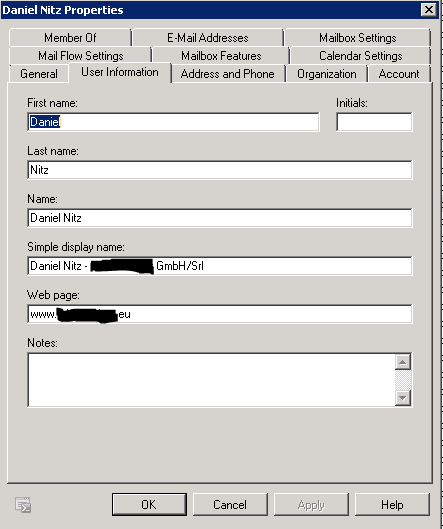 Daniel Nitz Properties
Member Of E-Mail Addresses Mailbox Settings
Mail Flow Settings Mailbox Features Calendar Settings
General User Information Address and Phone Organization Account
First name: Initials:
Daniel
Last name:
Nitz
Name:
Daniel Nitz
Simple display name:
Daniel Nitz - GmbH/Srl
Web page:
www. .eu
Notes:
OK Cancel Apply Help